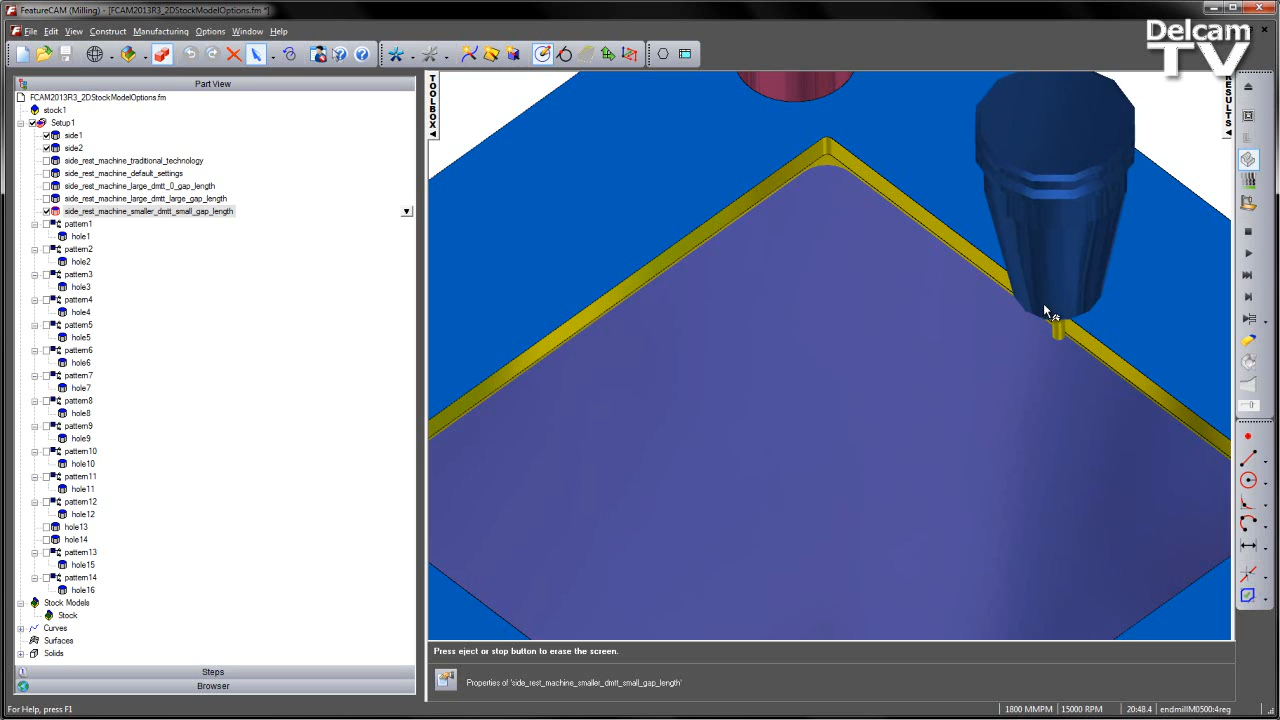 FeatureCAM (Milling) - [FCAM2013R3_2DStockModelOptions.fm *]
File Edit View Construct Manufacturing Options Window Help
Delcam
TV
Part View
FCAM2013R3_2DStockModelOptions.fm
stock1
Setup1
side1
side2
side_rest_machine_traditional_technology
side_rest_machine_default_settings
side_rest_machine_large_dmtt_0_gap_length
side_rest_machine_large_dmtt_large_gap_length
side_rest_machine_smaller_dmtt_small_gap_length
pattern1
hole1
pattern2
hole2
pattern3
hole3
pattern4
hole4
pattern5
hole5
pattern6
hole6
pattern7
hole7
pattern8
hole8
pattern9
hole9
pattern10
hole10
pattern11
hole11
pattern12
hole12
hole13
hole14
pattern13
hole15
pattern14
hole16
Stock Models
Stock
Curves
Surfaces
Solids
Steps
Browser
TOOLBOX
RESULTS
Press eject or stop button to erase the screen.
Properties of 'side_rest_machine_smaller_dmtt_small_gap_length'
For Help, press F1
1800 MMPM 15000 RPM 20:48.4 endmillM0500:4reg